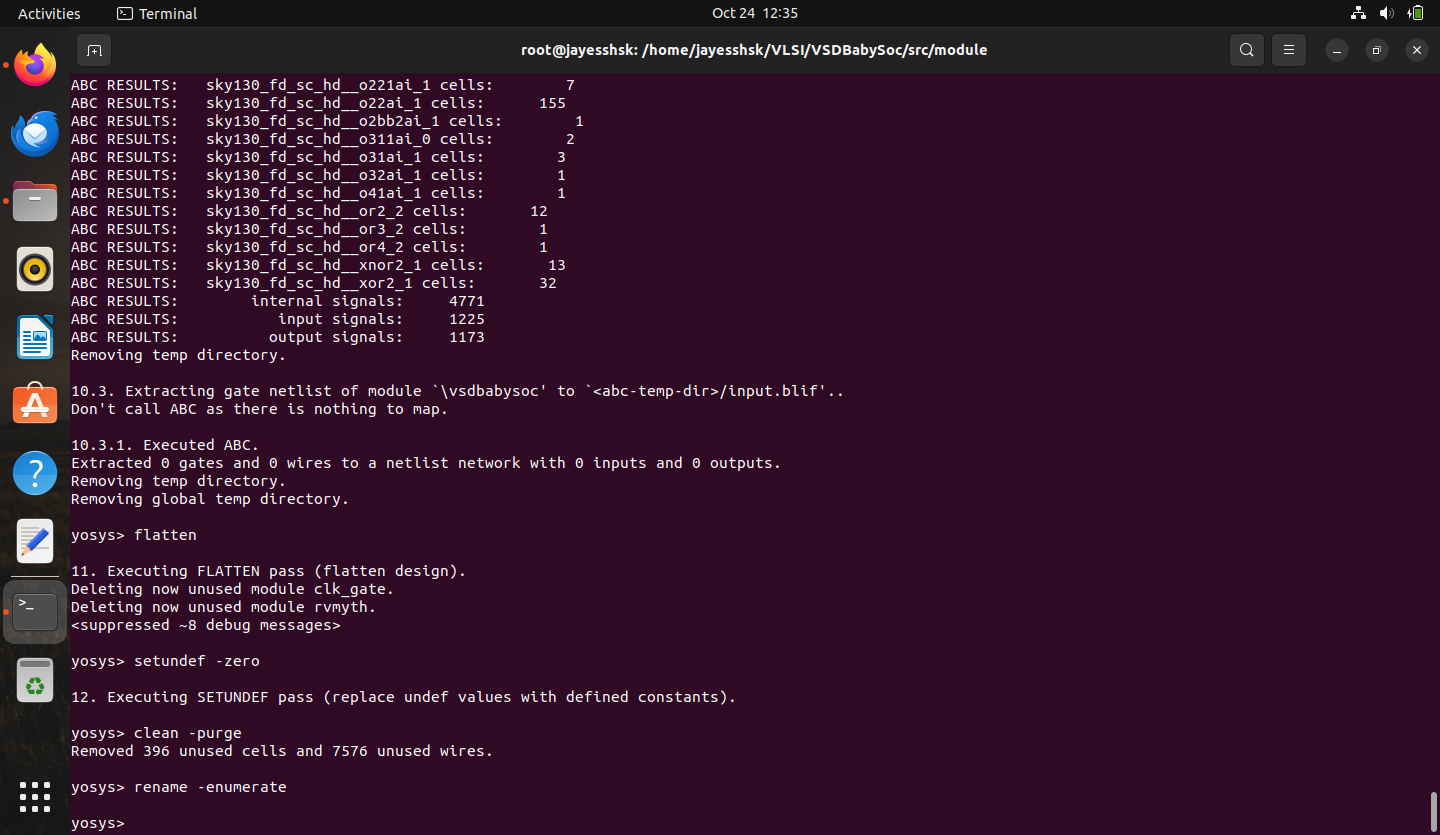 Activities
Terminal
Oct 24 12:35
root@jayesshsk: /home/jayesshsk/VLSI/VSDBabySoc/src/module
ABC RESULTS:   sky130_fd_sc_hd__o221ai_1 cells:        7
ABC RESULTS:   sky130_fd_sc_hd__o22ai_1 cells:      155
ABC RESULTS:   sky130_fd_sc_hd__o2bb2ai_1 cells:        1
ABC RESULTS:   sky130_fd_sc_hd__o311ai_0 cells:        2
ABC RESULTS:   sky130_fd_sc_hd__o31ai_1 cells:        3
ABC RESULTS:   sky130_fd_sc_hd__o32ai_1 cells:        1
ABC RESULTS:   sky130_fd_sc_hd__o41ai_1 cells:        1
ABC RESULTS:   sky130_fd_sc_hd__or2_2 cells:       12
ABC RESULTS:   sky130_fd_sc_hd__or3_2 cells:        1
ABC RESULTS:   sky130_fd_sc_hd__or4_2 cells:        1
ABC RESULTS:   sky130_fd_sc_hd__xnor2_1 cells:       13
ABC RESULTS:   sky130_fd_sc_hd__xor2_1 cells:       32
ABC RESULTS:        internal signals:     4771
ABC RESULTS:           input signals:     1225
ABC RESULTS:          output signals:     1173
Removing temp directory.
10.3. Extracting gate netlist of module `\vsdbabysoc' to `<abc-temp-dir>/input.blif'..
Don't call ABC as there is nothing to map.
10.3.1. Executed ABC.
Extracted 0 gates and 0 wires to a netlist network with 0 inputs and 0 outputs.
Removing temp directory.
Removing global temp directory.
yosys> flatten
11. Executing FLATTEN pass (flatten design).
Deleting now unused module clk_gate.
Deleting now unused module rvmyth.
<suppressed ~8 debug messages>
yosys> setundef -zero
12. Executing SETUNDEF pass (replace undef values with defined constants).
yosys> clean -purge
Removed 396 unused cells and 7576 unused wires.
yosys> rename -enumerate
yosys>